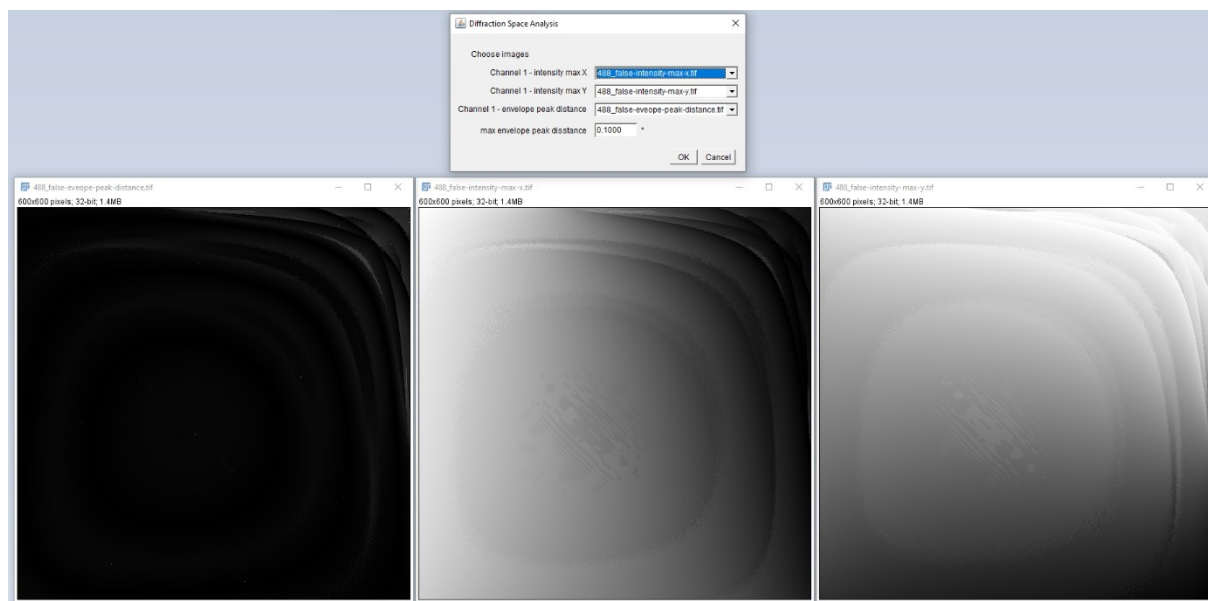 Diffraction Space Analysis
Choose images
Channel 1 - intensity max X 488_false-intensity-max-x.tif
Channel 1 - intensity max Y 488_false-intensity-max-y.tif
Channel 1 - envelope peak distance 488_false-eveope-peak-distance.tif
max envelope peak disstance 0.1000 °
OK Cancel
488_false-eveope-peak-distance.tif
600x600 pixels; 32-bit; 1.4MB
488_false-intensity-max-x.tif
600x600 pixels; 32-bit; 1.4MB
488_false-intensity-max-y.tif
600x600 pixels; 32-bit; 1.4MB